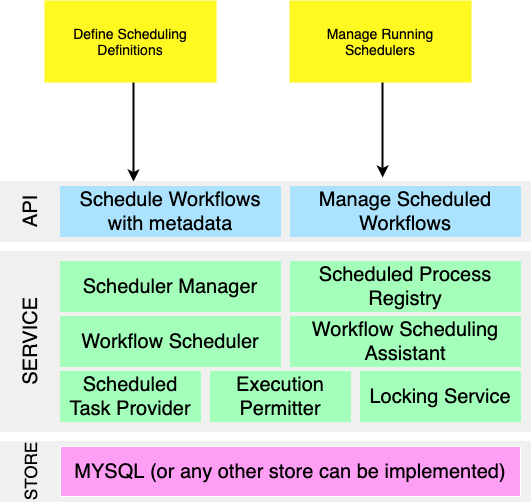 Define Scheduling
Definitions
Manage Running
Schedulers
API
Schedule Workflows
with metadata
Manage Scheduled
Workflows
SERVICE
Scheduler Manager
Scheduled Process
Registry
Workflow Scheduler
Workflow Scheduling
Assistant
Scheduled
Task Provider
Execution
Permitter
Locking Service
STORE
MYSQL (or any other store can be implemented)